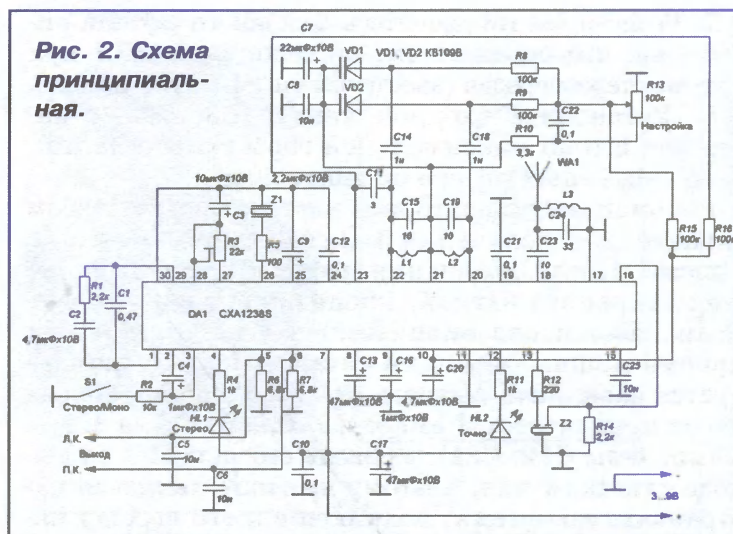 Рис. 2. Схема
принципиаль-
ная.
C7
22мкФх10В
VD1
VD1, VD2 КВ109В
C8
10н
VD2
R8
100к
R9
100к
R13
100к
Настройка
C14
1н
C18
1н
R10
3,3к
C22
0,1
WA1
10мкФх10В
2,2мкФх10В
C11
3
C3
Z1
C15
C19
10
L3
C24
33
R15
100к
R16
100к
R3
22к
R5
100
C9
C12
0,1
L1
L2
C21
0,1
C23
10
R1
2,2к
C1
0,47
C2
4,7мкФх10В
30 29 28 27 26 25 24 23 22 21 20 19 18 17 16
DA1 CXA1238S
1 2 3 4 5 6 7 8 9 10 11 12 13 14 15
S1
Стерео/Моно
R2
10к
C4
1мкФх10В
R4
1к
HL1
Стерео
R6
R7
6,8к
C13
47мкФх10В
C16
1мкФх10В
C20
4,7мкФх10В
R11
1к
HL2
Точно
R12
220
Z2
C25
10н
R14
2,2к
Л.К.
Выход
П.К.
C5
10н
C6
10н
C10
0,1
C17
47мкФх10В
3...9В